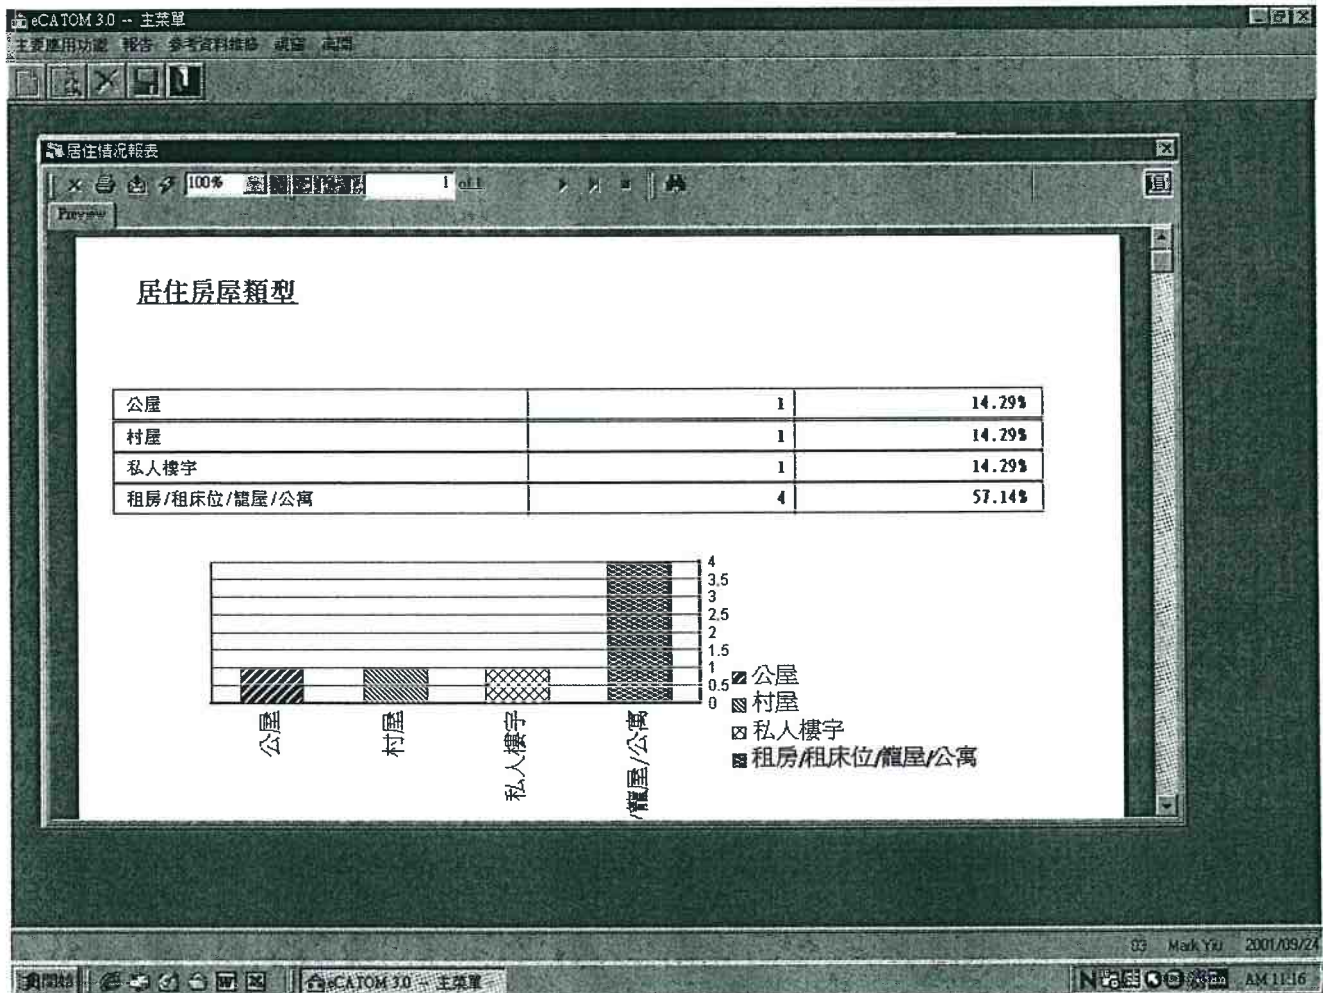 eCATOM 3.0 -- 主菜單
主要應用功能 報告 參考資料維修 視窗 離開
居住情況報表
100% 1 of 1
Preview
居住房屋類型
公屋 1 14.29%
村屋 1 14.29%
私人樓宇 1 14.29%
租房/租床位/籠屋/公寓 4 57.14%
4
3.5
3
2.5
2
1.5
1
0.5
0
公屋
村屋
私人樓宇
/籠屋/公寓
公屋
村屋
私人樓宇
租房/租床位/籠屋/公寓
03 Mark Yiu 2001/09/24
開始 eCATOM 3.0 -- 主菜單 AM 11:16